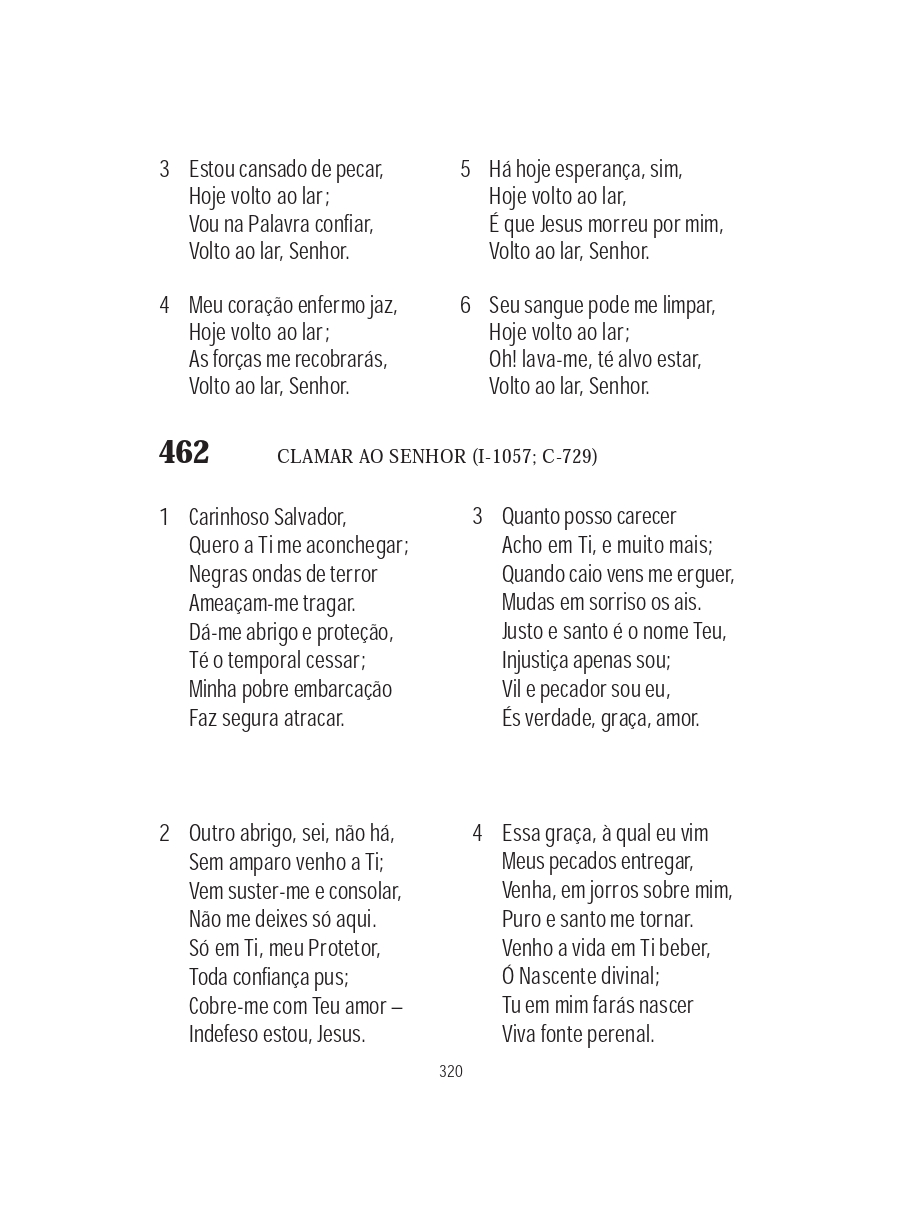 3 Estou cansado de pecar,
Hoje volto ao lar;
Vou na Palavra confiar,
Volto ao lar, Senhor.
4 Meu coração enfermo jaz,
Hoje volto ao lar;
As forças me recobrarás,
Volto ao lar, Senhor.
5 Há hoje esperança, sim,
Hoje volto ao lar,
É que Jesus morreu por mim,
Volto ao lar, Senhor.
6 Seu sangue pode me limpar,
Hoje volto ao lar;
Oh! lava-me, té alvo estar,
Volto ao lar, Senhor.
462 CLAMAR AO SENHOR (I-1057; C-729)
1 Carinhoso Salvador,
Quero a Ti me aconchegar;
Negras ondas de terror
Ameaçam-me tragar.
Dá-me abrigo e proteção,
Té o temporal cessar;
Minha pobre embarcação
Faz segura atracar.
2 Outro abrigo, sei, não há,
Sem amparo venho a Ti;
Vem suster-me e consolar,
Não me deixes só aqui.
Só em Ti, meu Protetor,
Toda confiança pus;
Cobre-me com Teu amor –
Indefeso estou, Jesus.
3 Quanto posso carecer
Acho em Ti, e muito mais;
Quando caio vens me erguer,
Mudas em sorriso os ais.
Justo e santo é o nome Teu,
Injustiça apenas sou;
Vil e pecador sou eu,
És verdade, graça, amor.
4 Essa graça, à qual eu vim
Meus pecados entregar,
Venha, em jorros sobre mim,
Puro e santo me tornar.
Venho a vida em Ti beber,
Ó Nascente divinal;
Tu em mim farás nascer
Viva fonte perenal.
320